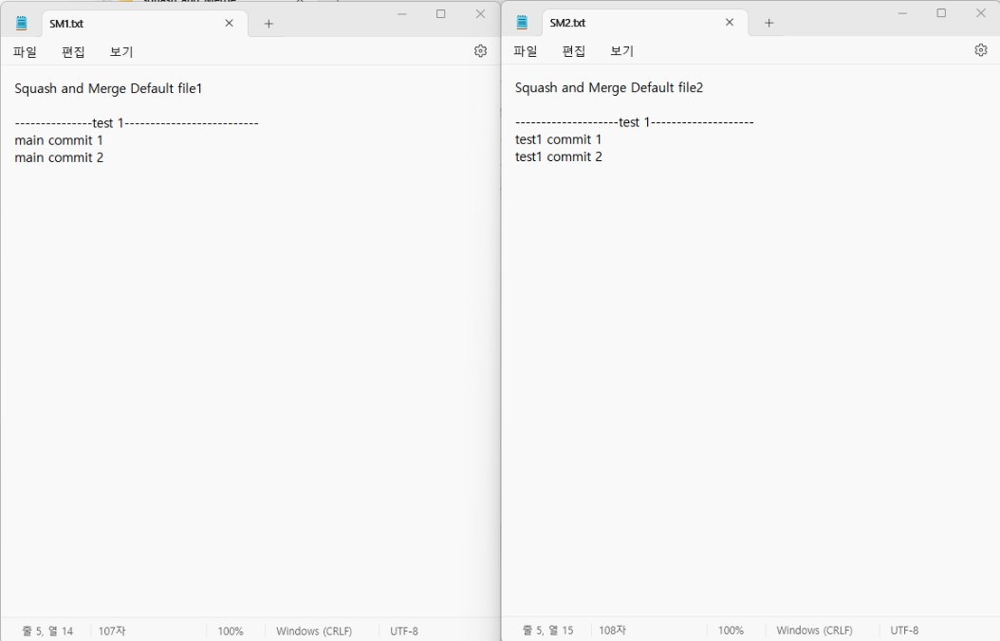 SM1.txt
파일 편집 보기
Squash and Merge Default file1
---------------test 1--------------------------
main commit 1
main commit 2
줄 5, 열 14 107자 100% Windows (CRLF) UTF-8
SM2.txt
파일 편집 보기
Squash and Merge Default file2
--------------------test 1--------------------
test1 commit 1
test1 commit 2
줄 5, 열 15 108자 100% Windows (CRLF) UTF-8